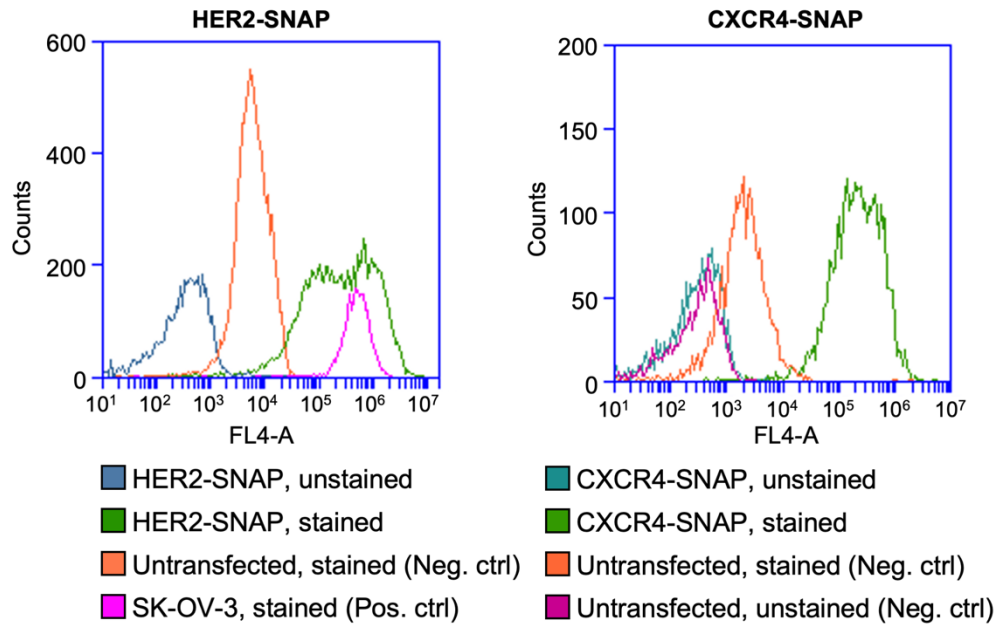 HER2-SNAP
600
400
200
0
Counts
10¹ 10² 10³ 10⁴ 10⁵ 10⁶ 10⁷
FL4-A
HER2-SNAP, unstained
HER2-SNAP, stained
Untransfected, stained (Neg. ctrl)
SK-OV-3, stained (Pos. ctrl)
CXCR4-SNAP
200
150
100
50
0
Counts
10¹ 10² 10³ 10⁴ 10⁵ 10⁶ 10⁷
FL4-A
CXCR4-SNAP, unstained
CXCR4-SNAP, stained
Untransfected, stained (Neg. ctrl)
Untransfected, unstained (Neg. ctrl)